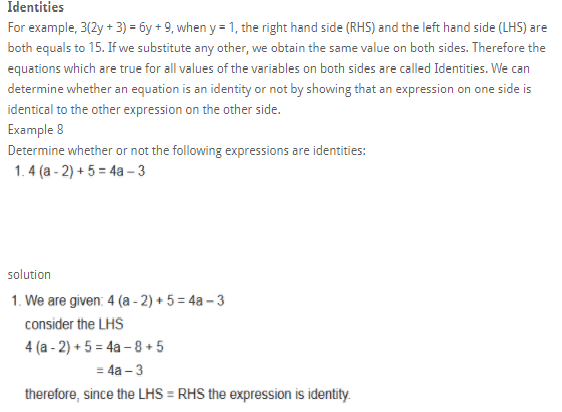 Identities
For example, 3(2y + 3) = 6y + 9, when y = 1, the right hand side (RHS) and the left hand side (LHS) are
both equals to 15. If we substitute any other, we obtain the same value on both sides. Therefore the
equations which are true for all values of the variables on both sides are called Identities. We can
determine whether an equation is an identity or not by showing that an expression on one side is
identical to the other expression on the other side.
Example 8
Determine whether or not the following expressions are identities:
1. 4 (a - 2) + 5 = 4a – 3
solution
1. We are given: 4 (a - 2) + 5 = 4a – 3
consider the LHS
4 (a - 2) + 5 = 4a – 8 + 5
= 4a – 3
therefore, since the LHS = RHS the expression is identity.